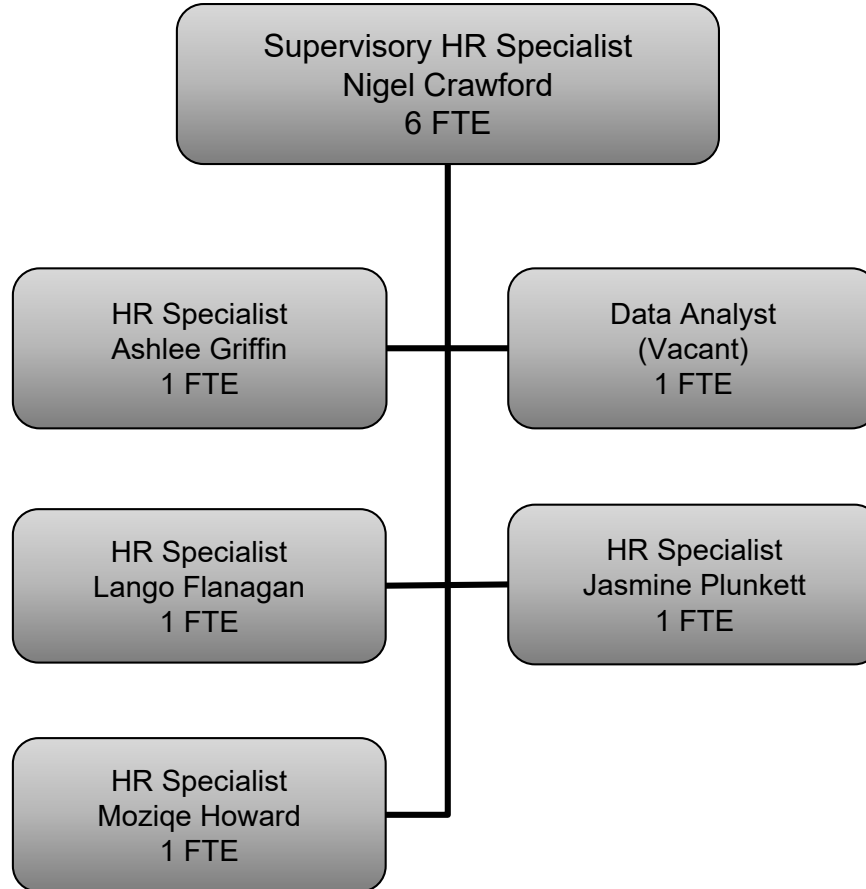 Supervisory HR Specialist
Nigel Crawford
6 FTE
HR Specialist
Ashlee Griffin
1 FTE
Data Analyst
(Vacant)
1 FTE
HR Specialist
Lango Flanagan
1 FTE
HR Specialist
Jasmine Plunkett
1 FTE
HR Specialist
Moziqe Howard
1 FTE